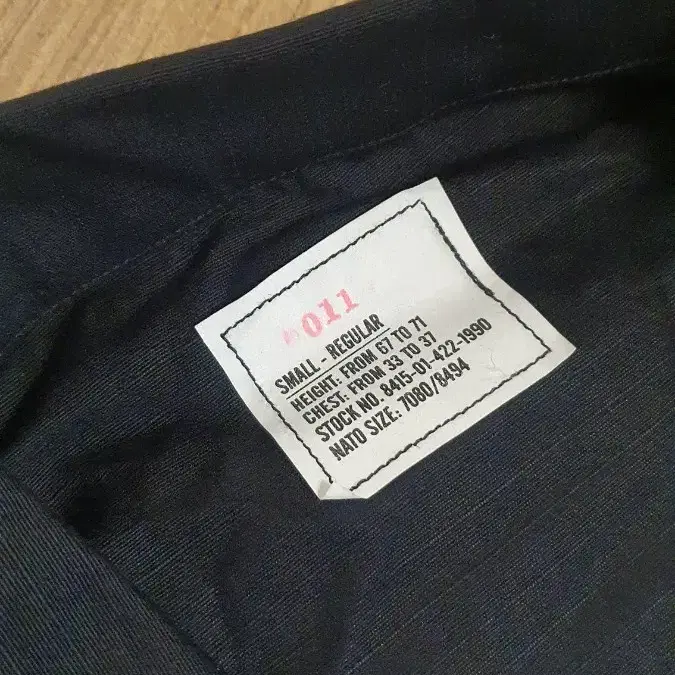 011
SMALL - REGULAR
HEIGHT: FROM 67 TO 71
CHEST: FROM 33 TO 37
STOCK NO. 8415-01-422-1990
NATO SIZE: 7080/8494